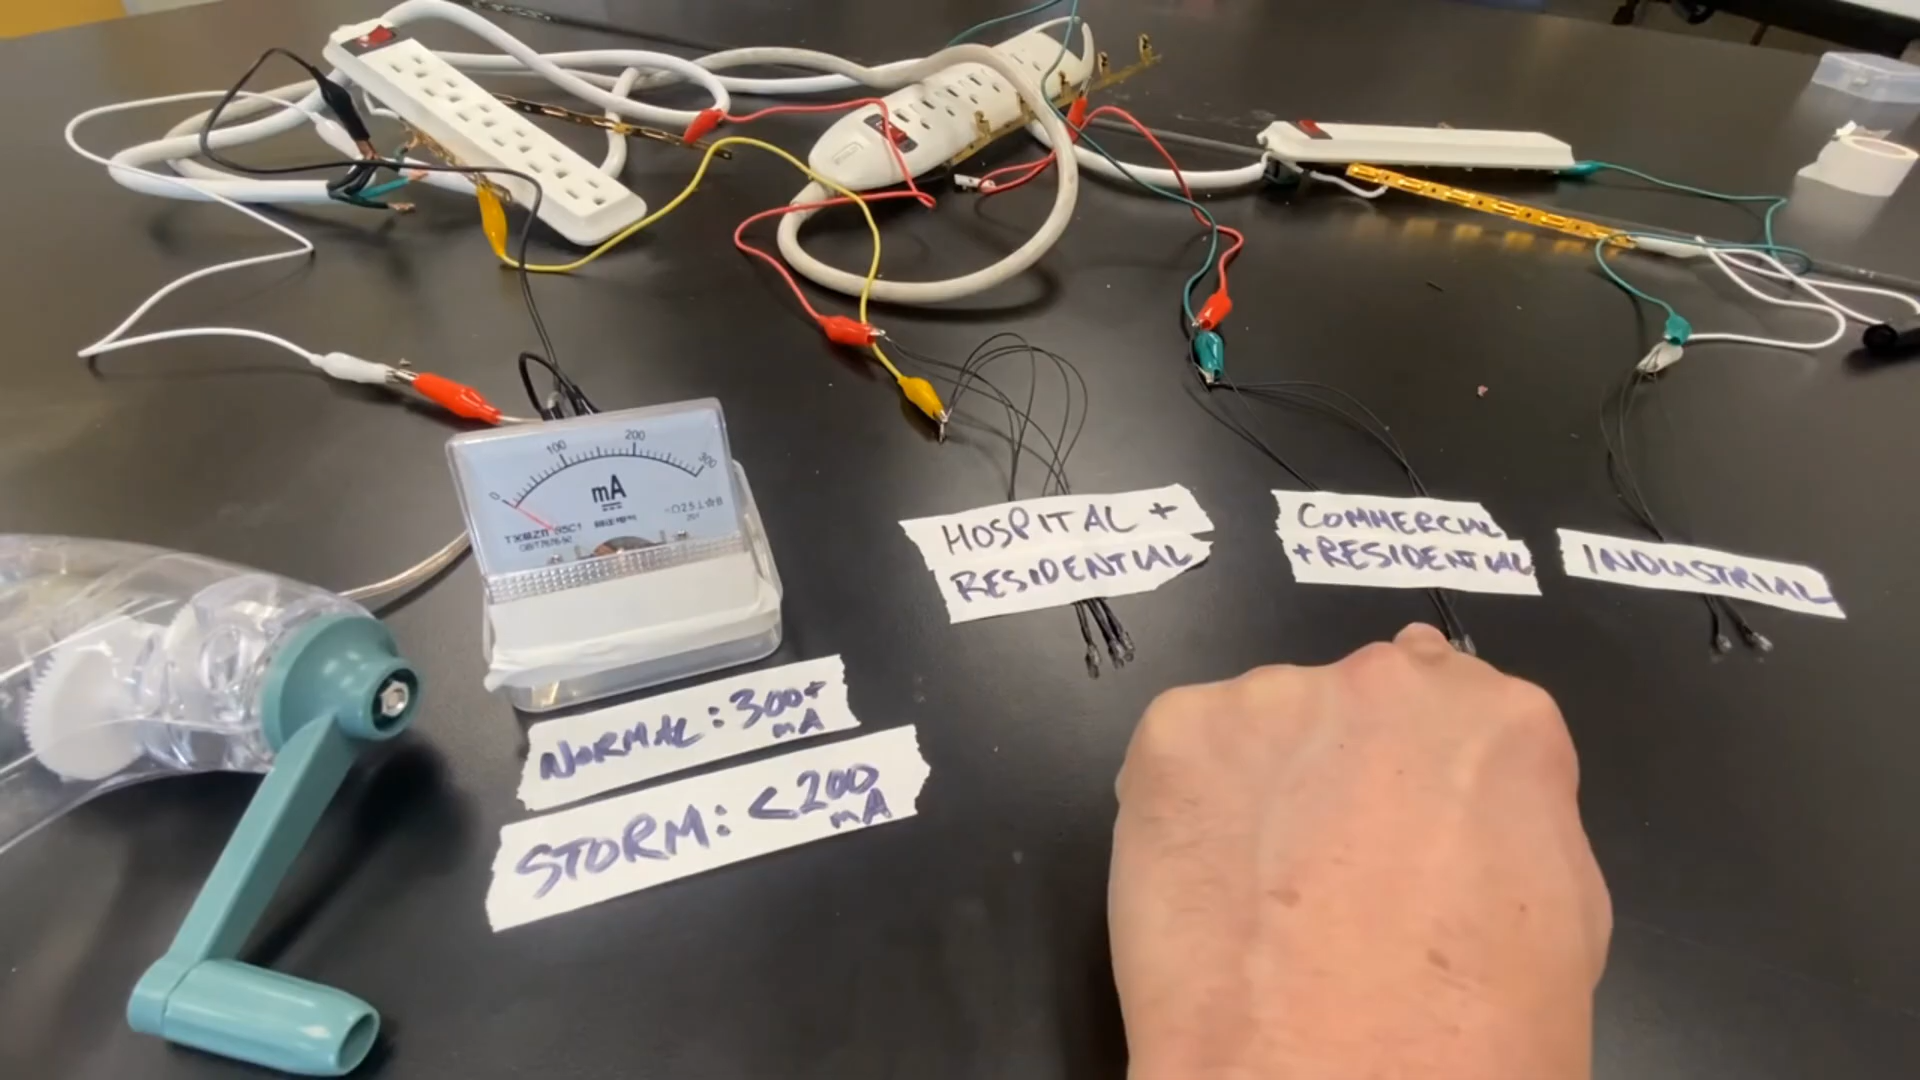 0 100 200 300
mA
HOSPITAL +
RESIDENTIAL
COMMERCIAL
+ RESIDENTIAL
INDUSTRIAL
NORMAL: 300+
mA
STORM: <200
mA